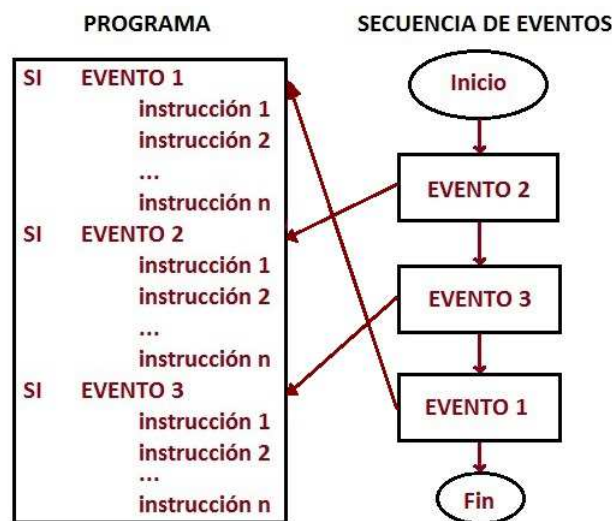 PROGRAMA
SI EVENTO 1
instrucción 1
instrucción 2
...
instrucción n
SI EVENTO 2
instrucción 1
instrucción 2
...
instrucción n
SI EVENTO 3
instrucción 1
instrucción 2
...
instrucción n
SECUENCIA DE EVENTOS
Inicio
EVENTO 2
EVENTO 3
EVENTO 1
Fin